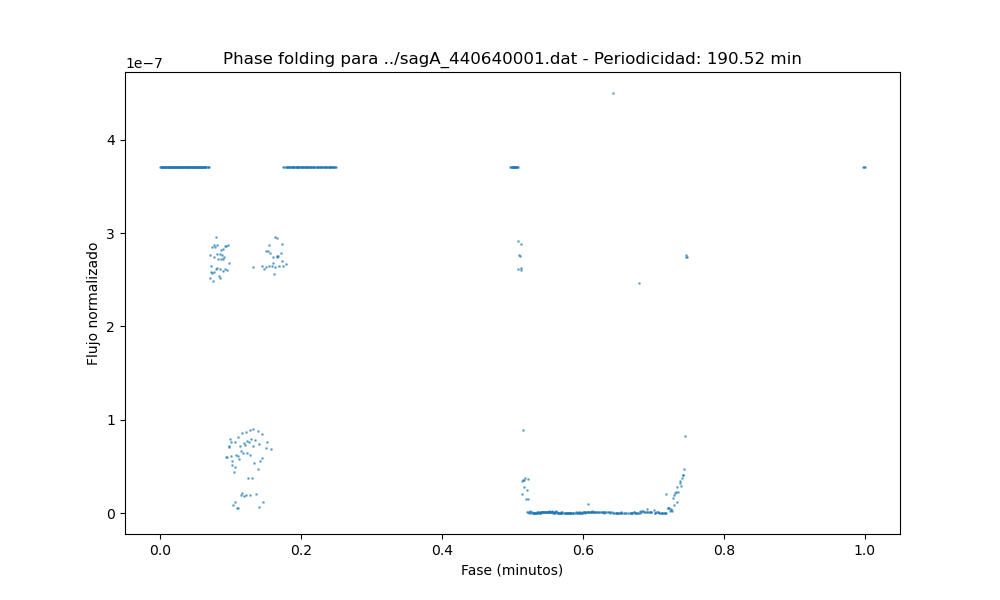 Phase folding para ../sagA_440640001.dat - Periodicidad: 190.52 min
1e−7
4
3
2
1
0
Flujo normalizado
0.0 0.2 0.4 0.6 0.8 1.0
Fase (minutos)